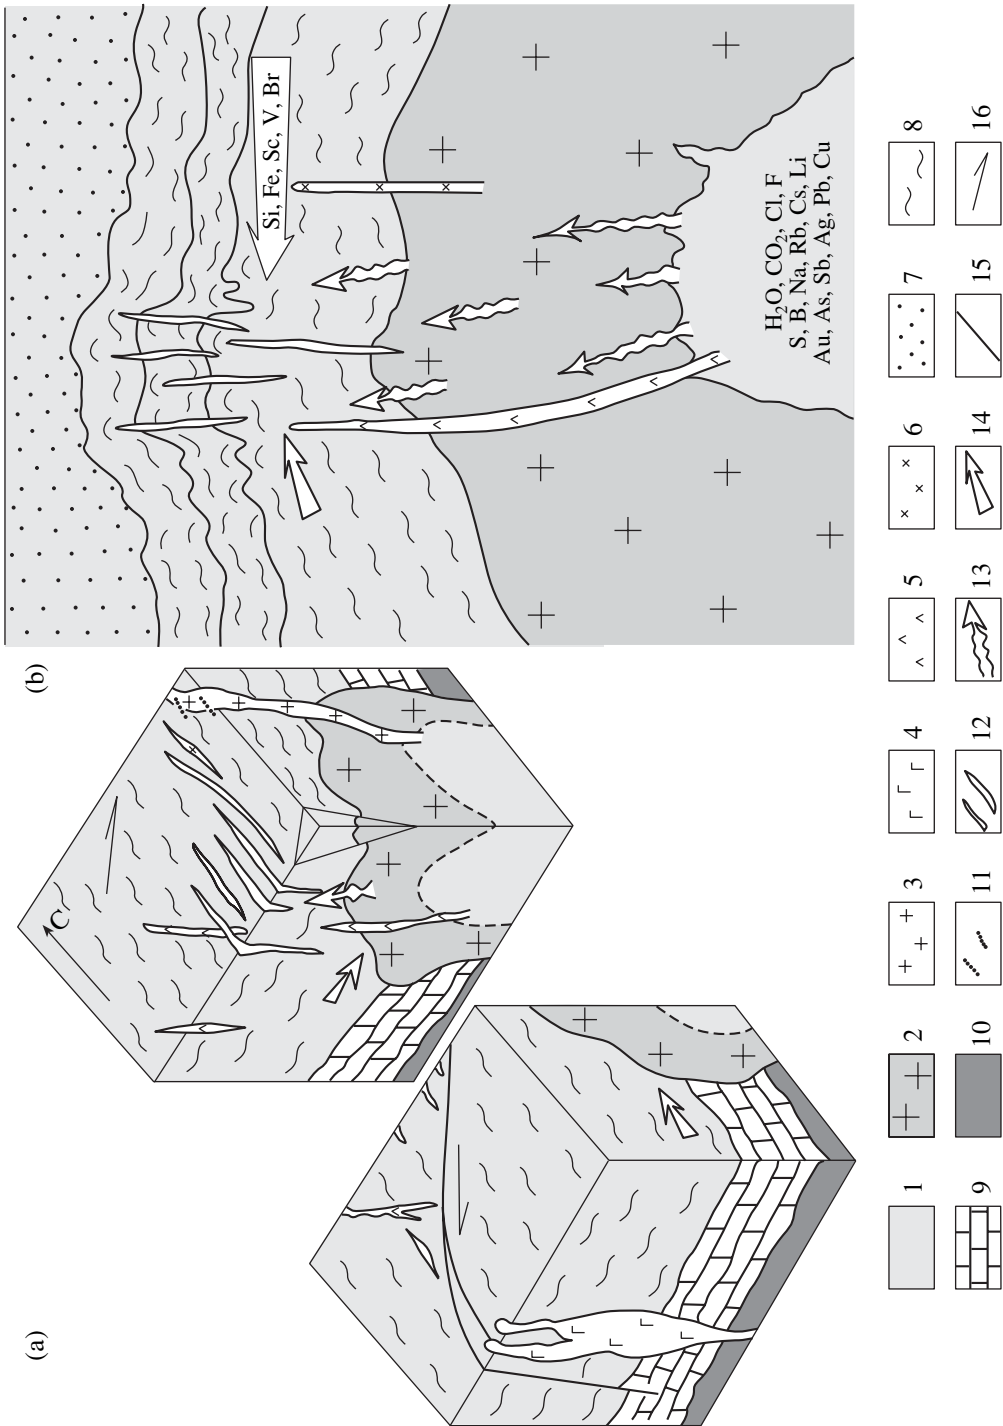 (a)
(b)
C
Si, Fe, Sc, V, Br
H₂O, CO₂, Cl, F
S, B, Na, Rb, Cs, Li
Au, As, Sb, Ag, Pb, Cu
1 2 3 4 5 6 7 8
9 10 11 12 13 14 15 16